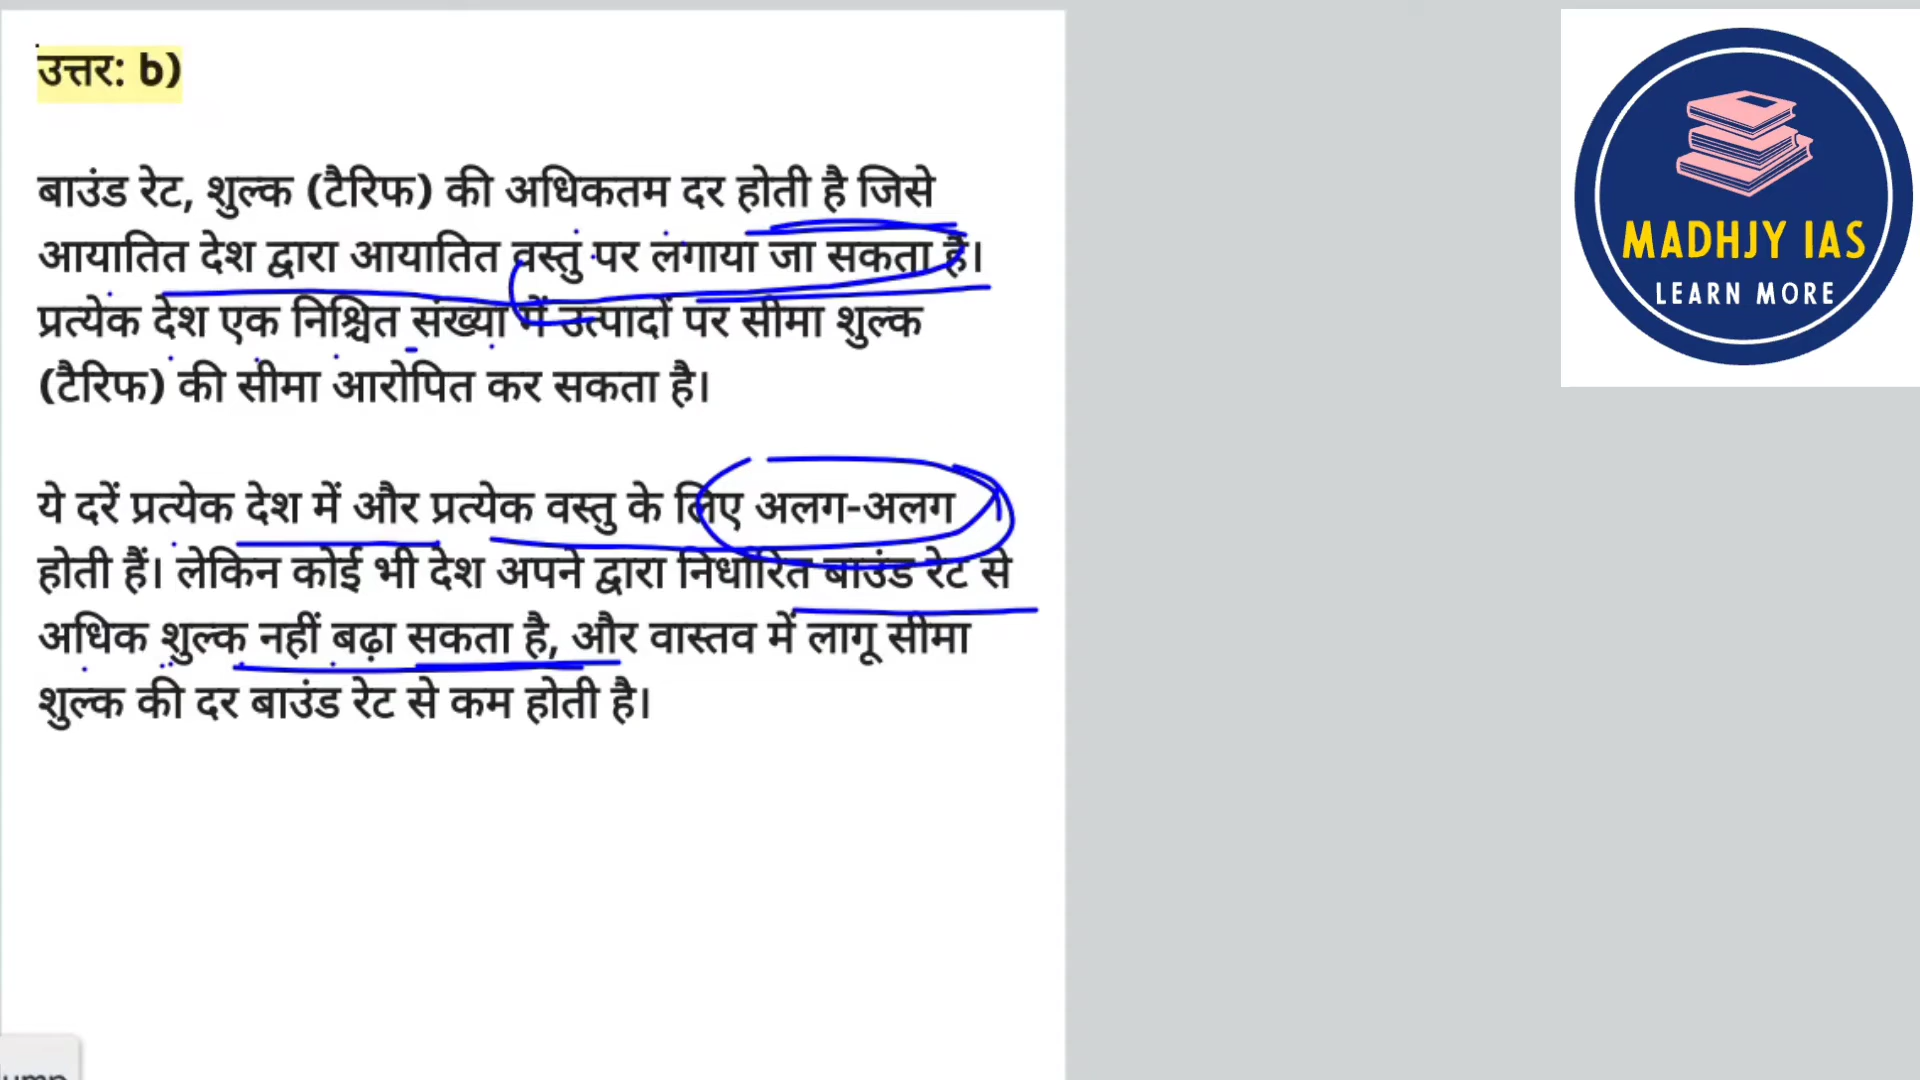 उत्तर: b)
बाउंड रेट, शुल्क (टैरिफ) की अधिकतम दर होती है जिसे
आयातित देश द्वारा आयातित वस्तु पर लगाया जा सकता है।
प्रत्येक देश एक निश्चित संख्या में उत्पादों पर सीमा शुल्क
(टैरिफ) की सीमा आरोपित कर सकता है।
ये दरें प्रत्येक देश में और प्रत्येक वस्तु के लिए अलग-अलग
होती हैं। लेकिन कोई भी देश अपने द्वारा निर्धारित बाउंड रेट से
अधिक शुल्क नहीं बढ़ा सकता है, और वास्तव में लागू सीमा
शुल्क की दर बाउंड रेट से कम होती है।
MADHJY IAS
LEARN MORE